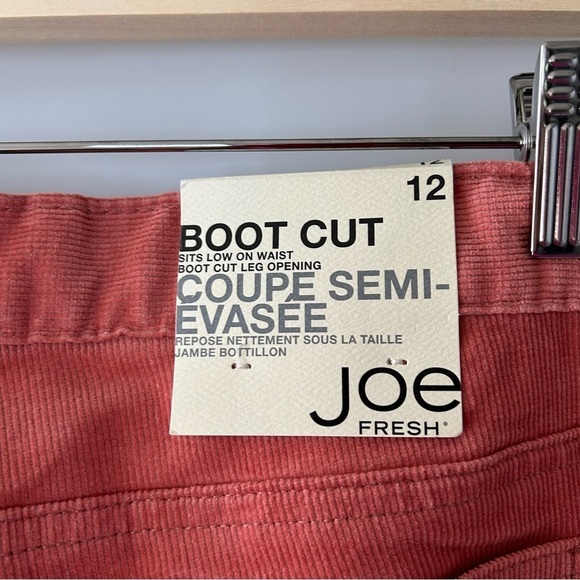 12
12
BOOT CUT
SITS LOW ON WAIST
BOOT CUT LEG OPENING
COUPE SEMI-
ÉVASÉE
REPOSE NETTEMENT SOUS LA TAILLE
JAMBE BOTTILLON
Joe
FRESH®